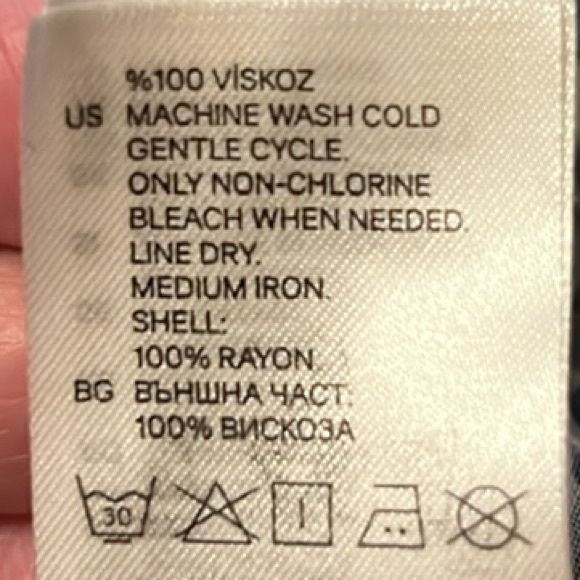 %100 VİSKOZ
US MACHINE WASH COLD
GENTLE CYCLE.
ONLY NON-CHLORINE
BLEACH WHEN NEEDED.
LINE DRY.
MEDIUM IRON.
SHELL:
100% RAYON
BG ВЪНШНА ЧАСТ:
100% ВИСКОЗА
30